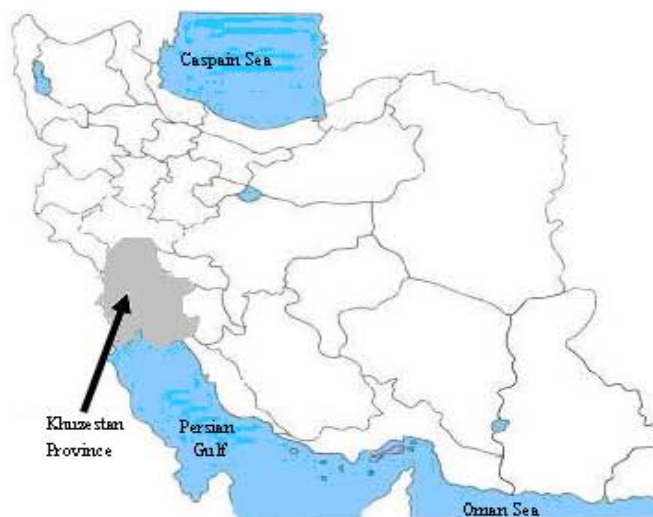 Caspain Sea
Khuzestan
Province
Persian
Gulf
Oman Sea